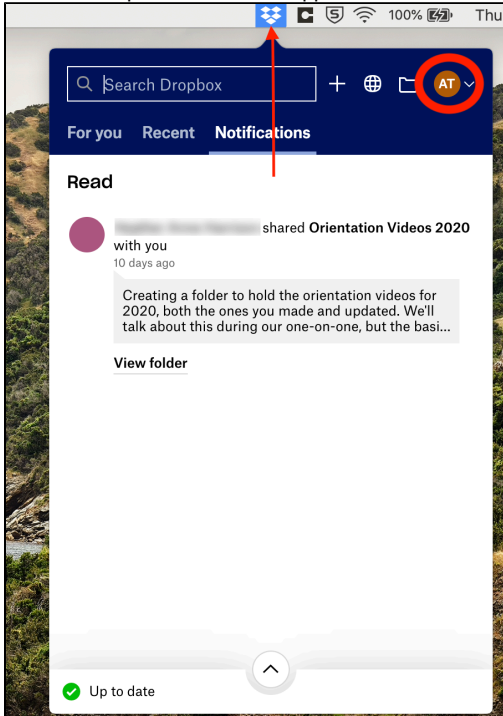 100% Thu
Search Dropbox
AT
For you Recent Notifications
Read
shared Orientation Videos 2020
with you
10 days ago
Creating a folder to hold the orientation videos for
2020, both the ones you made and updated. We'll
talk about this during our one-on-one, but the basi...
View folder
Up to date